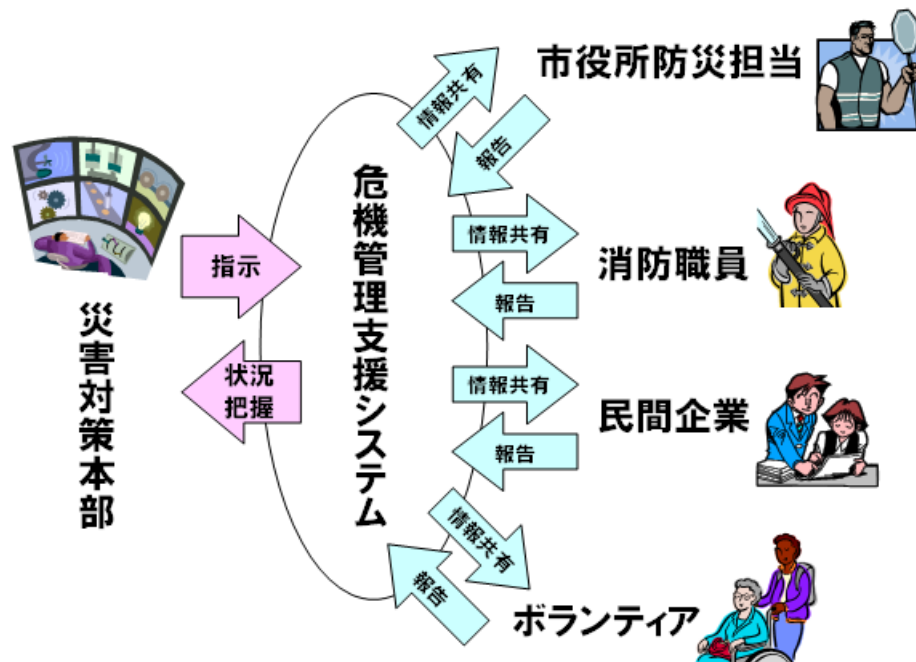 災害対策本部
指示
状況
把握
危機管理支援システム
情報共有
報告
市役所防災担当
情報共有
報告
消防職員
情報共有
報告
民間企業
情報共有
報告
ボランティア